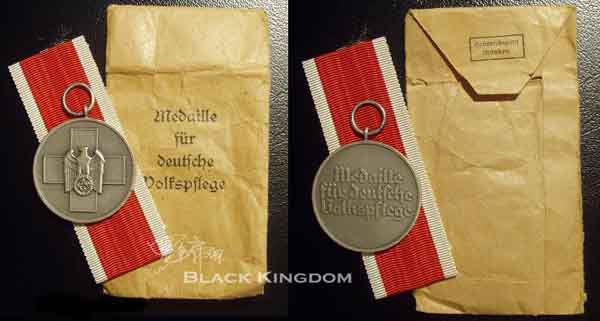 Medaille
für
deutsche
Volkspflege
Medaille
für deutsche
Volkspflege
BLACK KINGDOM